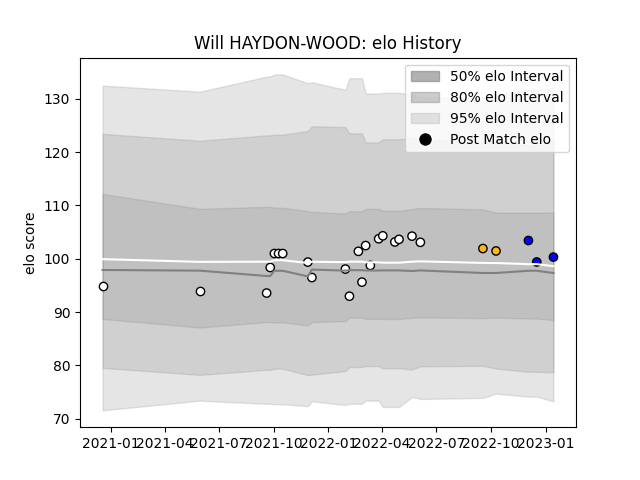 Will HAYDON-WOOD: elo History
50% elo Interval
80% elo Interval
95% elo Interval
Post Match elo
elo score
130
120
110
100
90
80
70
2021-01 2021-04 2021-07 2021-10 2022-01 2022-04 2022-07 2022-10 2023-01